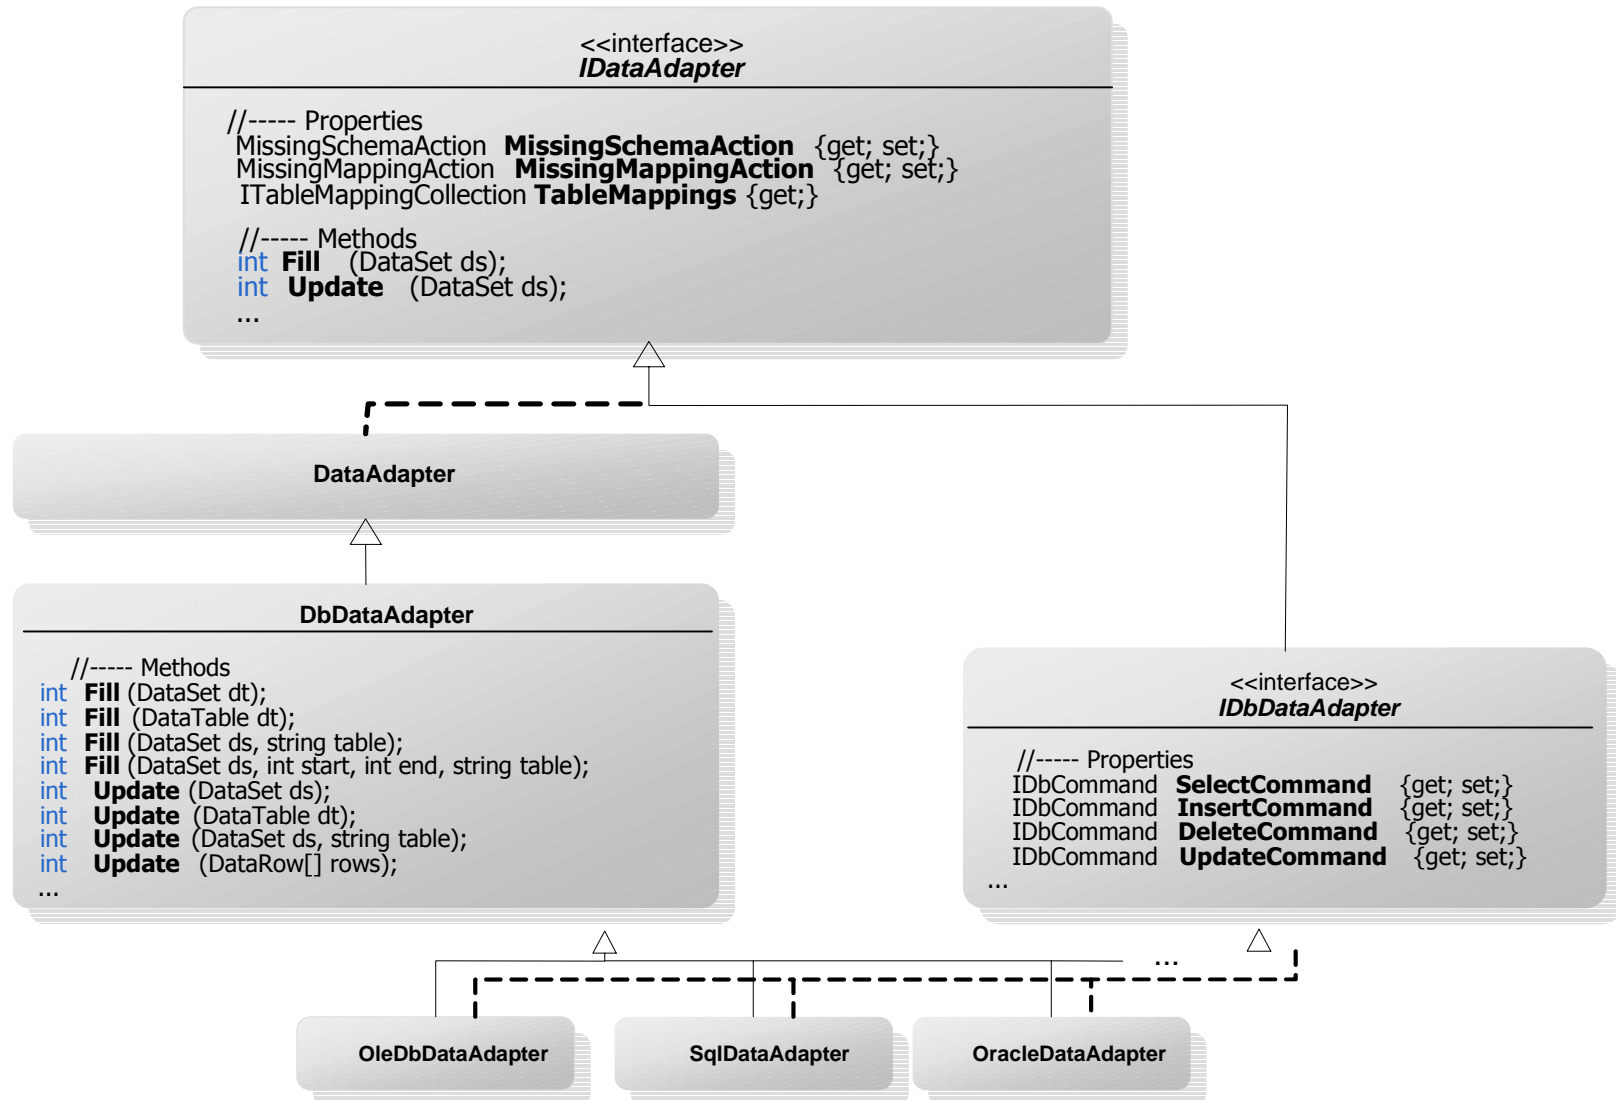 <<interface>>
IDataAdapter
//----- Properties
MissingSchemaAction MissingSchemaAction {get; set;}
MissingMappingAction MissingMappingAction {get; set;}
ITableMappingCollection TableMappings {get;}
//----- Methods
int Fill (DataSet ds);
int Update (DataSet ds);
...
DataAdapter
DbDataAdapter
//----- Methods
int Fill (DataSet dt);
int Fill (DataTable dt);
int Fill (DataSet ds, string table);
int Fill (DataSet ds, int start, int end, string table);
int Update (DataSet ds);
int Update (DataTable dt);
int Update (DataSet ds, string table);
int Update (DataRow[] rows);
...
<<interface>>
IDbDataAdapter
//----- Properties
IDbCommand SelectCommand {get; set;}
IDbCommand InsertCommand {get; set;}
IDbCommand DeleteCommand {get; set;}
IDbCommand UpdateCommand {get; set;}
...
...
OleDbDataAdapter
SqlDataAdapter
OracleDataAdapter